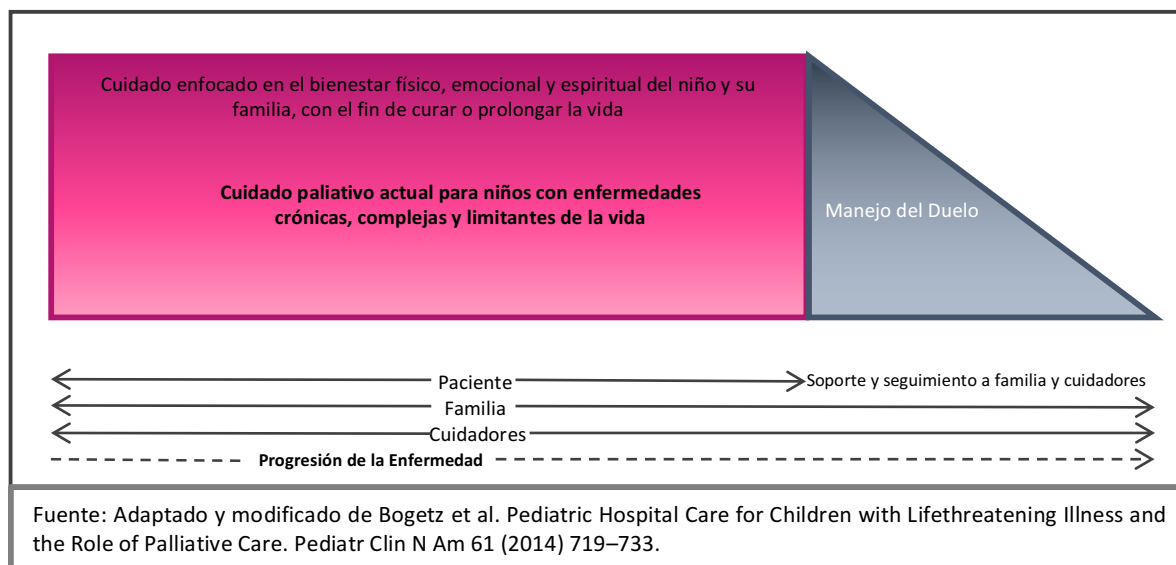 Cuidado enfocado en el bienestar físico, emocional y espiritual del niño y su
familia, con el fin de curar o prolongar la vida
Cuidado paliativo actual para niños con enfermedades
crónicas, complejas y limitantes de la vida
Manejo del Duelo
Paciente
Soporte y seguimiento a familia y cuidadores
Familia
Cuidadores
Progresión de la Enfermedad
Fuente: Adaptado y modificado de Bogetz et al. Pediatric Hospital Care for Children with Lifethreatening Illness and
the Role of Palliative Care. Pediatr Clin N Am 61 (2014) 719–733.